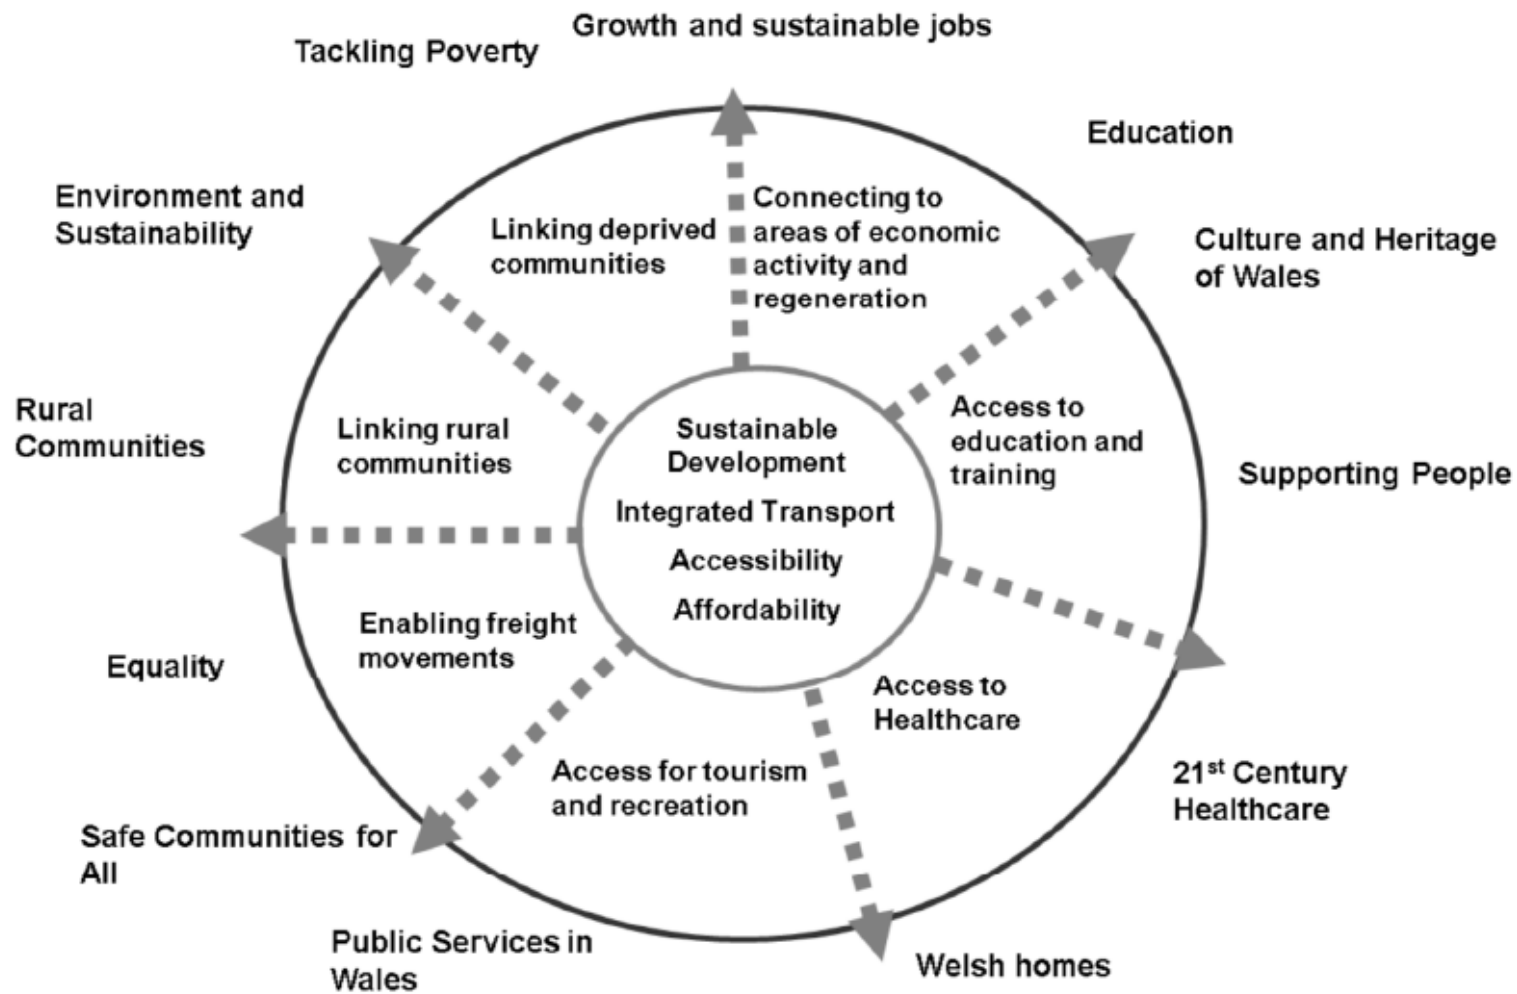 Growth and sustainable jobs
Tackling Poverty
Education
Environment and
Sustainability
Culture and Heritage
of Wales
Rural
Communities
Supporting People
Equality
21st Century
Healthcare
Safe Communities for
All
Public Services in
Wales
Welsh homes
Linking deprived
communities
Connecting to
areas of economic
activity and
regeneration
Linking rural
communities
Access to
education and
training
Enabling freight
movements
Access to
Healthcare
Access for tourism
and recreation
Sustainable
Development
Integrated Transport
Accessibility
Affordability